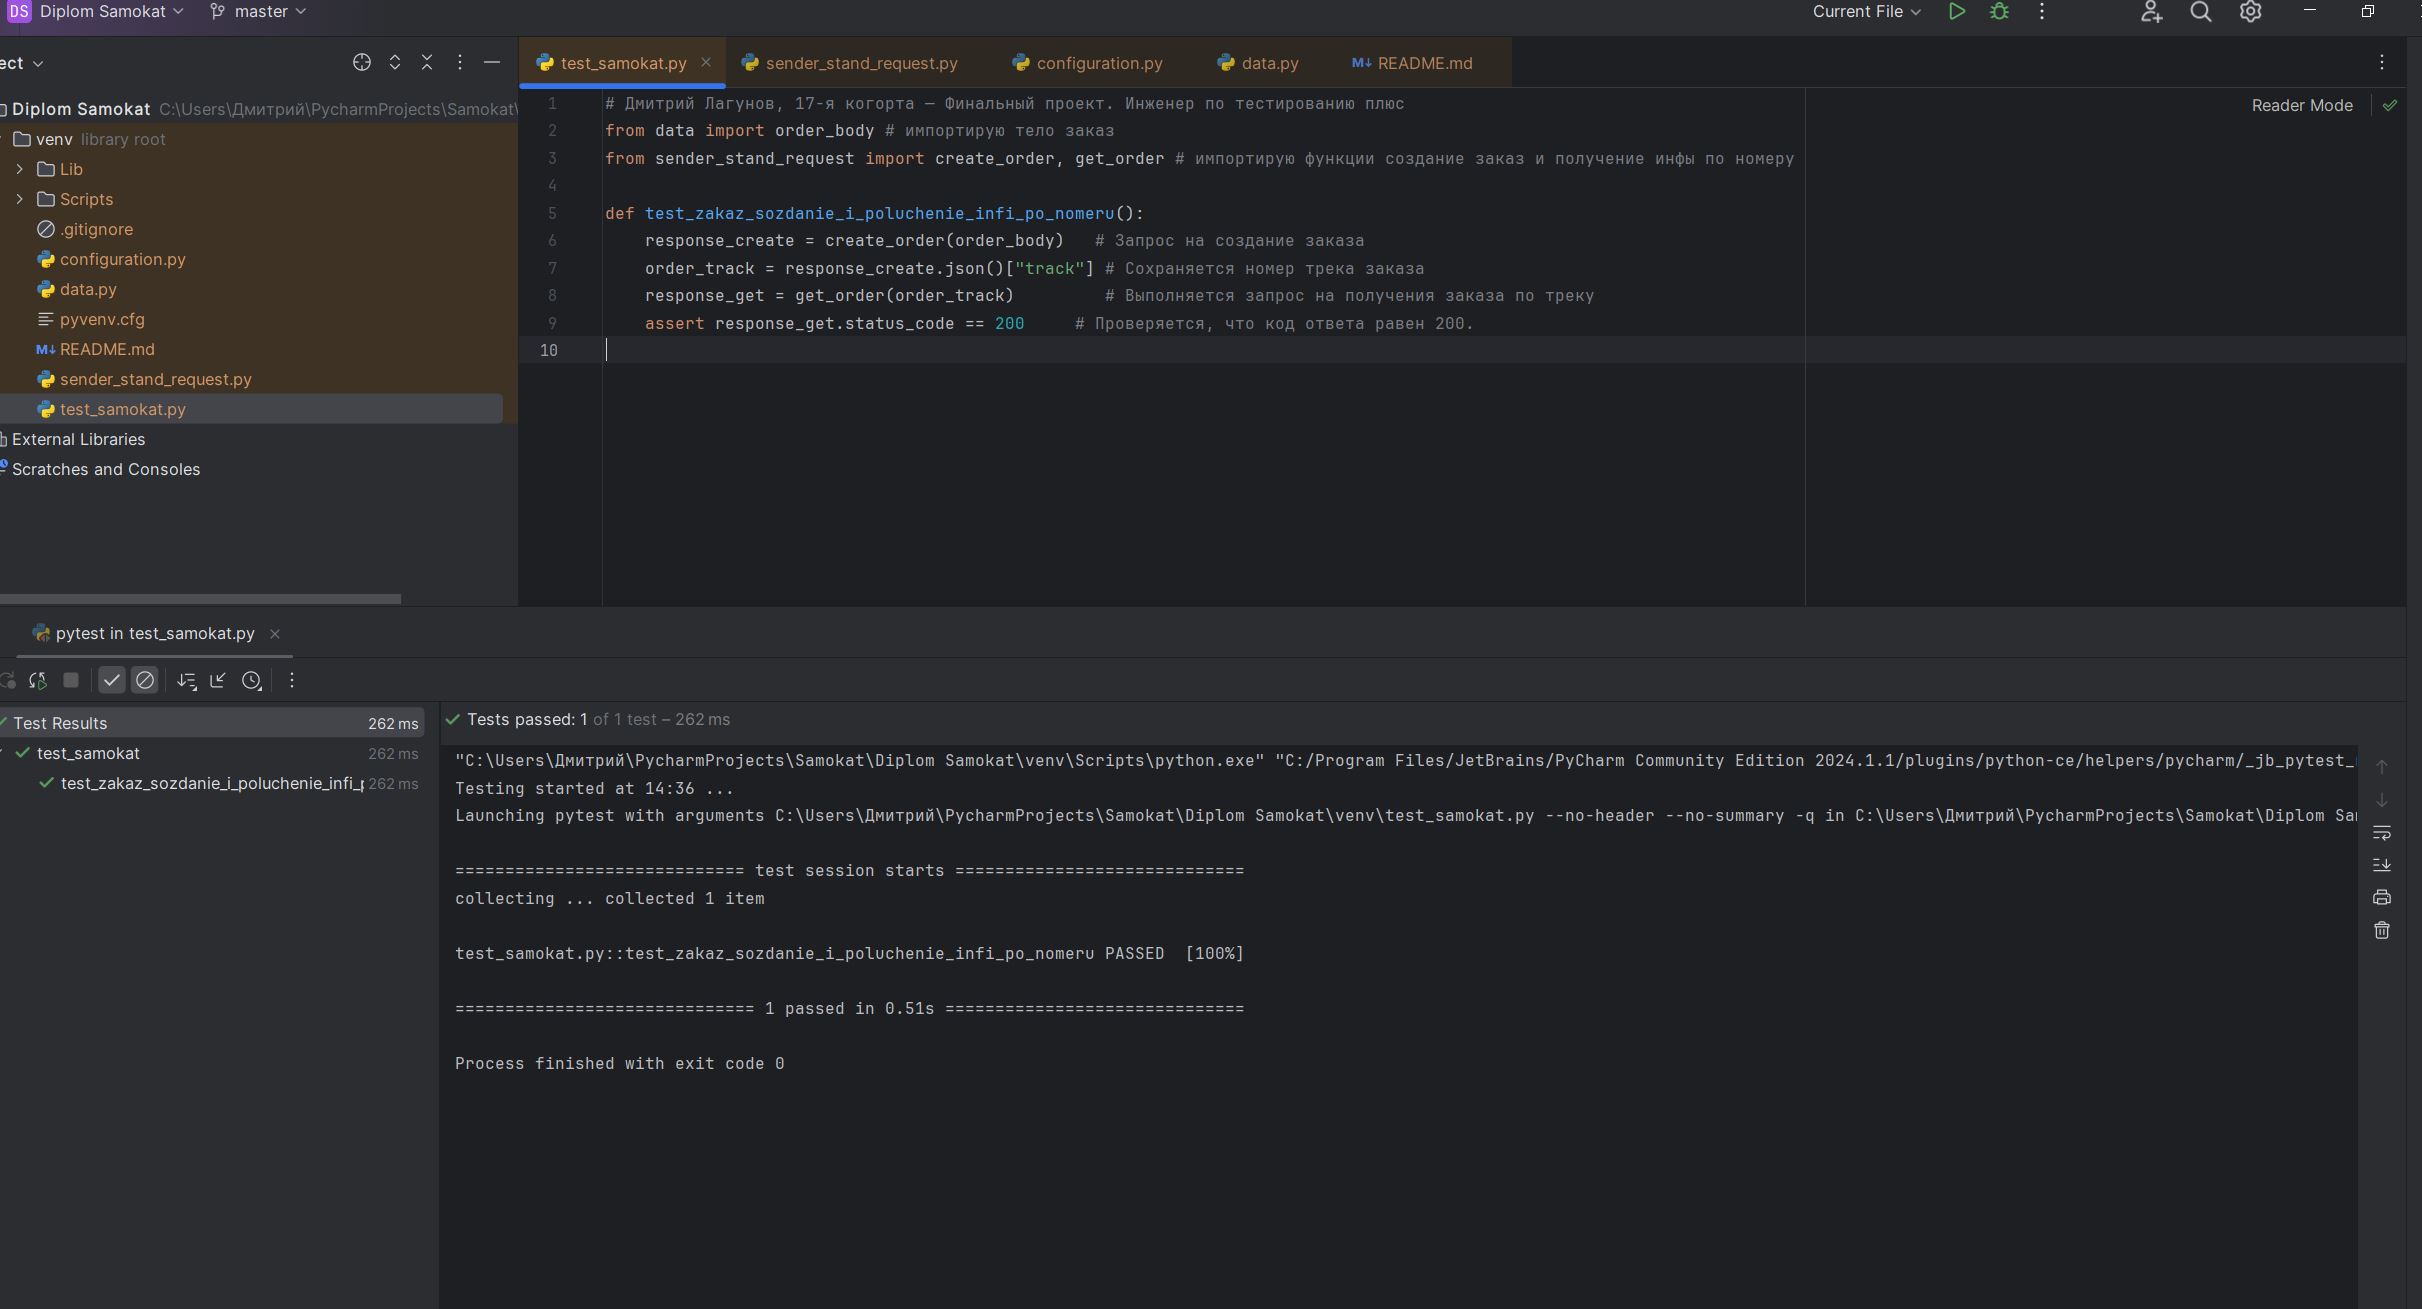 DS Diplom Samokat master Current File
ect
Diplom Samokat C:\Users\Дмитрий\PycharmProjects\Samokat\
venv library root
Lib
Scripts
.gitignore
configuration.py
data.py
pyvenv.cfg
README.md
sender_stand_request.py
test_samokat.py
External Libraries
Scratches and Consoles
test_samokat.py sender_stand_request.py configuration.py data.py README.md
Reader Mode
1 # Дмитрий Лагунов, 17-я когорта — Финальный проект. Инженер по тестированию плюс
2 from data import order_body # импортирую тело заказ
3 from sender_stand_request import create_order, get_order # импортирую функции создание заказ и получение инфы по номеру
4
5 def test_zakaz_sozdanie_i_poluchenie_infi_po_nomeru():
6 response_create = create_order(order_body) # Запрос на создание заказа
7 order_track = response_create.json()["track"] # Сохраняется номер трека заказа
8 response_get = get_order(order_track) # Выполняется запрос на получения заказа по треку
9 assert response_get.status_code == 200 # Проверяется, что код ответа равен 200.
10
pytest in test_samokat.py
Test Results 262 ms
test_samokat 262 ms
test_zakaz_sozdanie_i_poluchenie_infi_p 262 ms
Tests passed: 1 of 1 test – 262 ms
"C:\Users\Дмитрий\PycharmProjects\Samokat\Diplom Samokat\venv\Scripts\python.exe" "C:/Program Files/JetBrains/PyCharm Community Edition 2024.1.1/plugins/python-ce/helpers/pycharm/_jb_pytest_
Testing started at 14:36 ...
Launching pytest with arguments C:\Users\Дмитрий\PycharmProjects\Samokat\Diplom Samokat\venv\test_samokat.py --no-header --no-summary -q in C:\Users\Дмитрий\PycharmProjects\Samokat\Diplom Sa
============================= test session starts =============================
collecting ... collected 1 item
test_samokat.py::test_zakaz_sozdanie_i_poluchenie_infi_po_nomeru PASSED [100%]
============================== 1 passed in 0.51s ==============================
Process finished with exit code 0